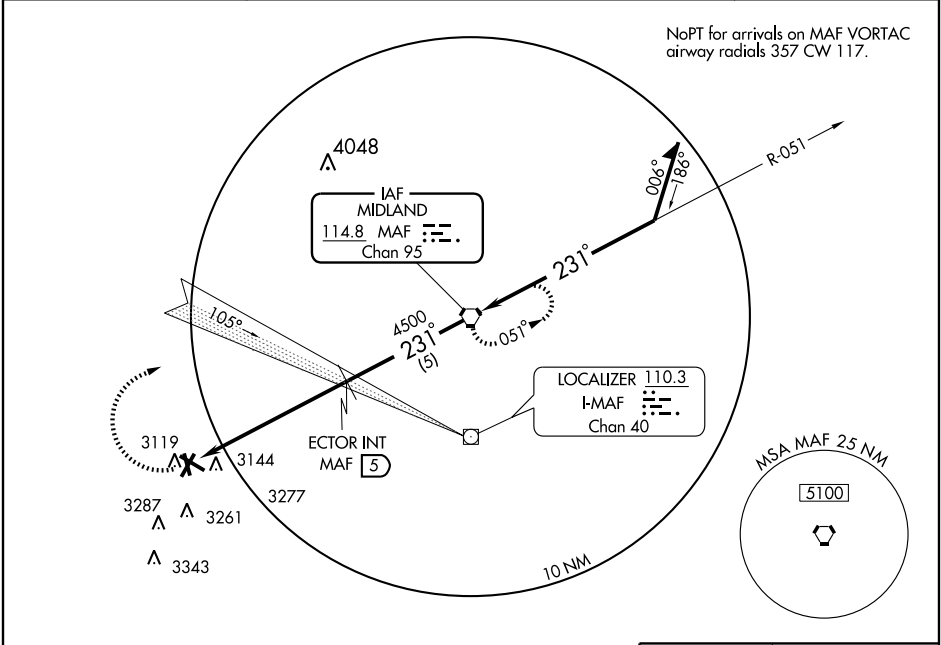 NoPT for arrivals on MAF VORTAC
airway radials 357 CW 117.
4048
R-051
006°
186°
IAF
MIDLAND
114.8 MAF
Chan 95
231°
105°
4500
231°
(5)
051°
LOCALIZER 110.3
I-MAF
Chan 40
ECTOR INT
MAF 5
3119
3144
3277
3287
3261
3343
10 NM
MSA MAF 25 NM
5100